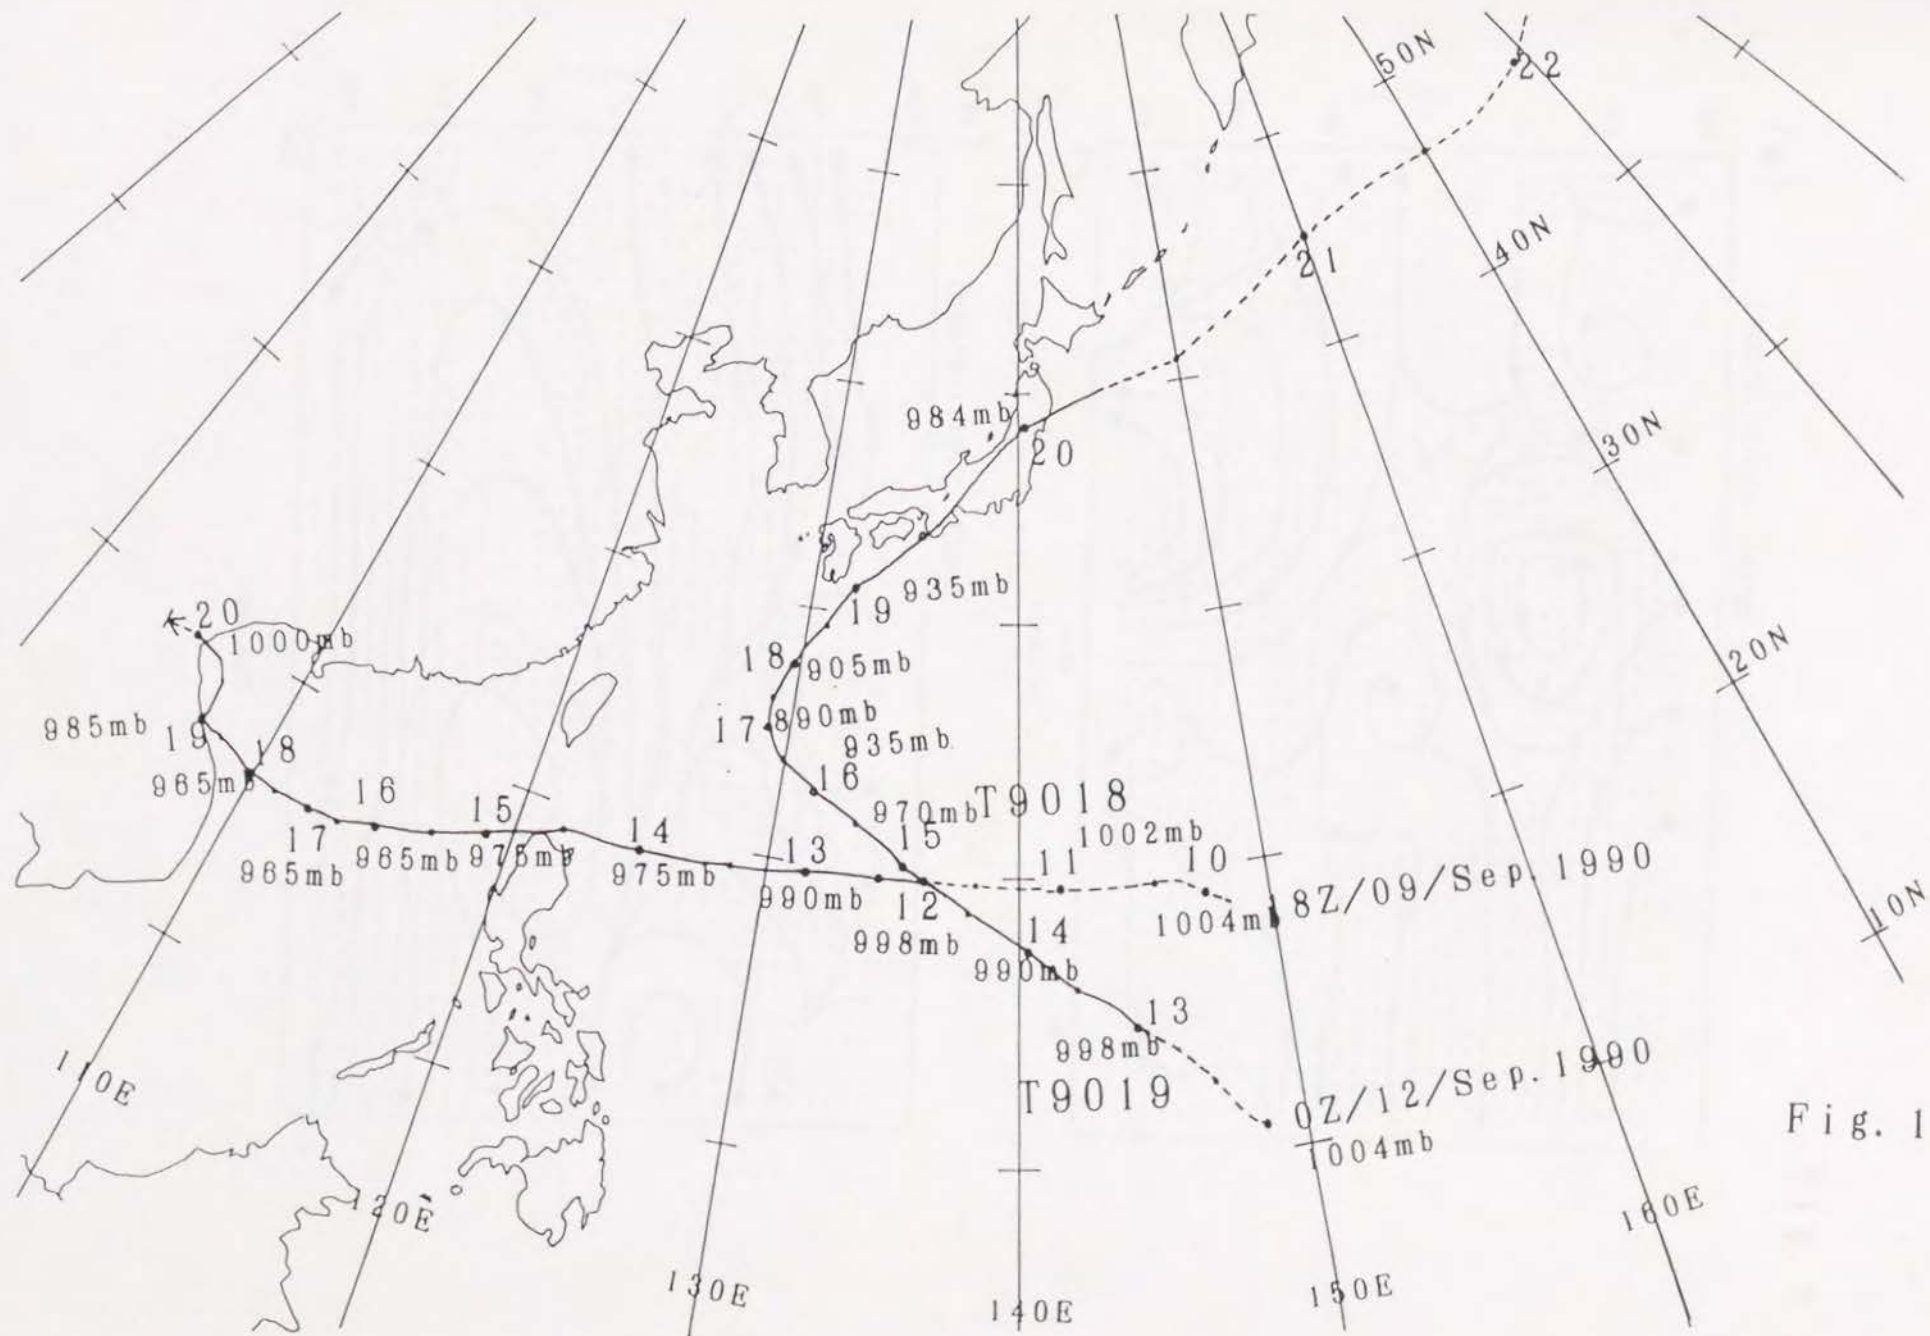 50N
22
40N
21
984mb
20
30N
935mb
19
20
1000mb
18
905mb
20N
985mb
19
17
890mb
935mb
18
965mb
16
16
970mb
T9018
15
15
14
1002mb
17
965mb
965mb
975mb
975mb
13
11
10
18Z/09/Sep. 1990
990mb
12
1004mb
10N
998mb
14
990mb
13
998mb
110E
T9019
0Z/12/Sep. 1990
1004mb
Fig. 1
120E
160E
130E
140E
150E